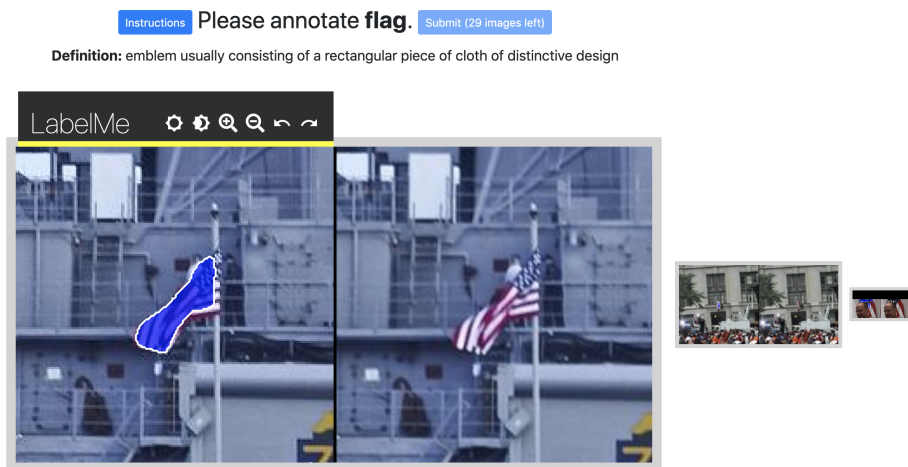 Instructions Please annotate flag. Submit (29 images left)
Definition: emblem usually consisting of a rectangular piece of cloth of distinctive design
LabelMe